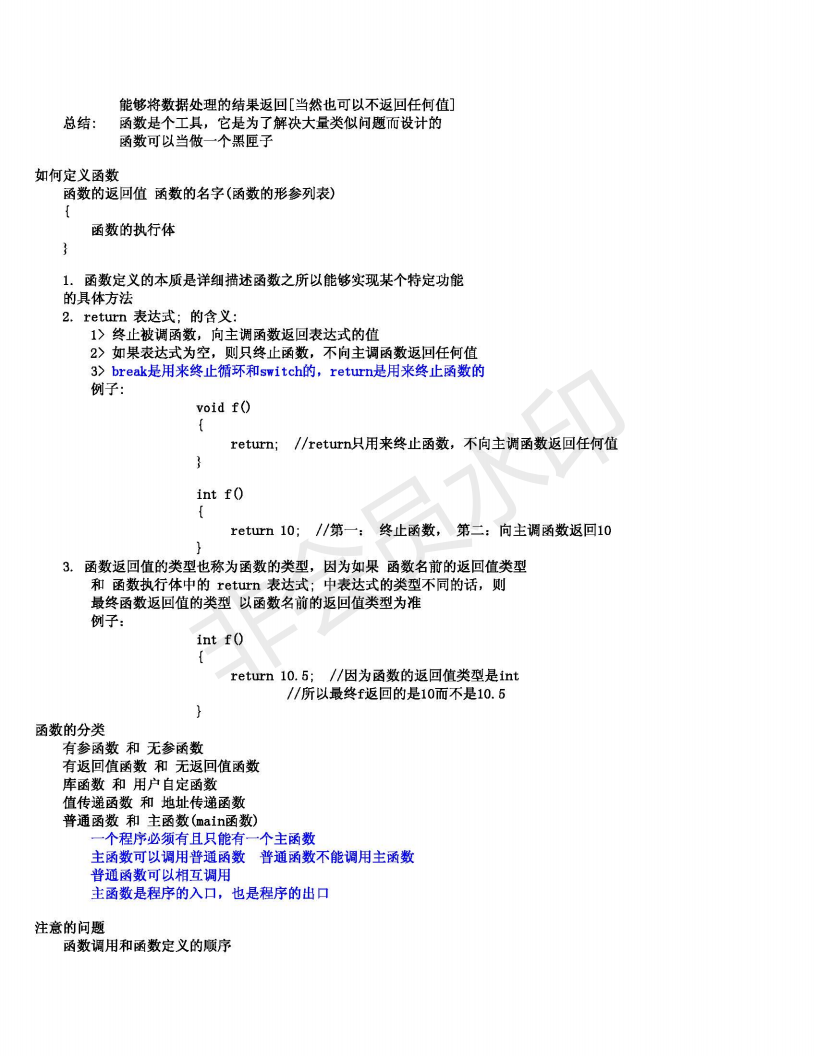 能够将数据处理的结果返回[当然也可以不返回任何值]
总结： 函数是个工具，它是为了解决大量类似问题而设计的
函数可以当做一个黑匣子
如何定义函数
函数的返回值 函数的名字(函数的形参列表)
{
函数的执行体
}
1. 函数定义的本质是详细描述函数之所以能够实现某个特定功能
的具体方法
2. return 表达式; 的含义:
1> 终止被调函数，向主调函数返回表达式的值
2> 如果表达式为空，则只终止函数，不向主调函数返回任何值
3> break是用来终止循环和switch的，return是用来终止函数的
例子:
void f()
{
return; //return只用来终止函数，不向主调函数返回任何值
}
int f()
{
return 10; //第一： 终止函数， 第二：向主调函数返回10
}
3. 函数返回值的类型也称为函数的类型，因为如果 函数名前的返回值类型
和 函数执行体中的 return 表达式; 中表达式的类型不同的话，则
最终函数返回值的类型 以函数名前的返回值类型为准
例子：
int f()
{
return 10.5; //因为函数的返回值类型是int
//所以最终f返回的是10而不是10.5
}
函数的分类
有参函数 和 无参函数
有返回值函数 和 无返回值函数
库函数 和 用户自定函数
值传递函数 和 地址传递函数
普通函数 和 主函数(main函数)
一个程序必须有且只能有一个主函数
主函数可以调用普通函数 普通函数不能调用主函数
普通函数可以相互调用
主函数是程序的入口，也是程序的出口
注意的问题
函数调用和函数定义的顺序
非会员水印